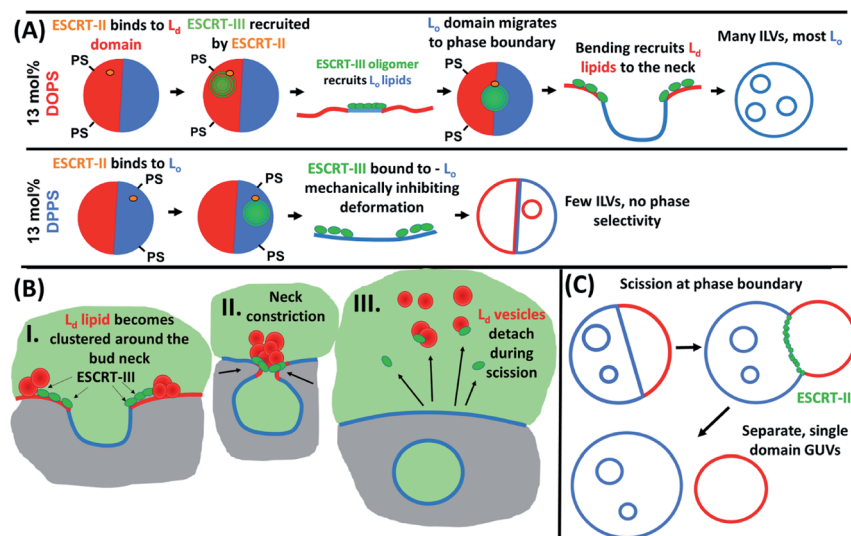 (A)
ESCRT-II binds to Ld
domain
ESCRT-III recruited
by ESCRT-II
Lo domain migrates
to phase boundary
Bending recruits Ld
lipids to the neck
Many ILVs, most Lo
ESCRT-III oligomer
recruits Lo lipids
13 mol%
DOPS
PS
PS
PS
PS
PS
PS
13 mol%
DPPS
ESCRT-II binds to Lo
ESCRT-III bound to - Lo
mechanically inhibiting
deformation
Few ILVs, no phase
selectivity
PS
PS
PS
PS
(B)
I.
Ld lipid becomes
clustered around the
bud neck
ESCRT-III
II.
Neck
constriction
III.
Ld vesicles
detach
during
scission
(C)
Scission at phase boundary
ESCRT-II
Separate, single
domain GUVs